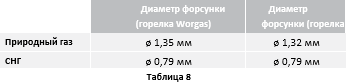 Диаметр форсунки Диаметр
(горелка Worgas) форсунки (горелка
Природный газ ø 1,35 мм ø 1,32 мм
СНГ ø 0,79 мм ø 0,79 мм
Таблица 8